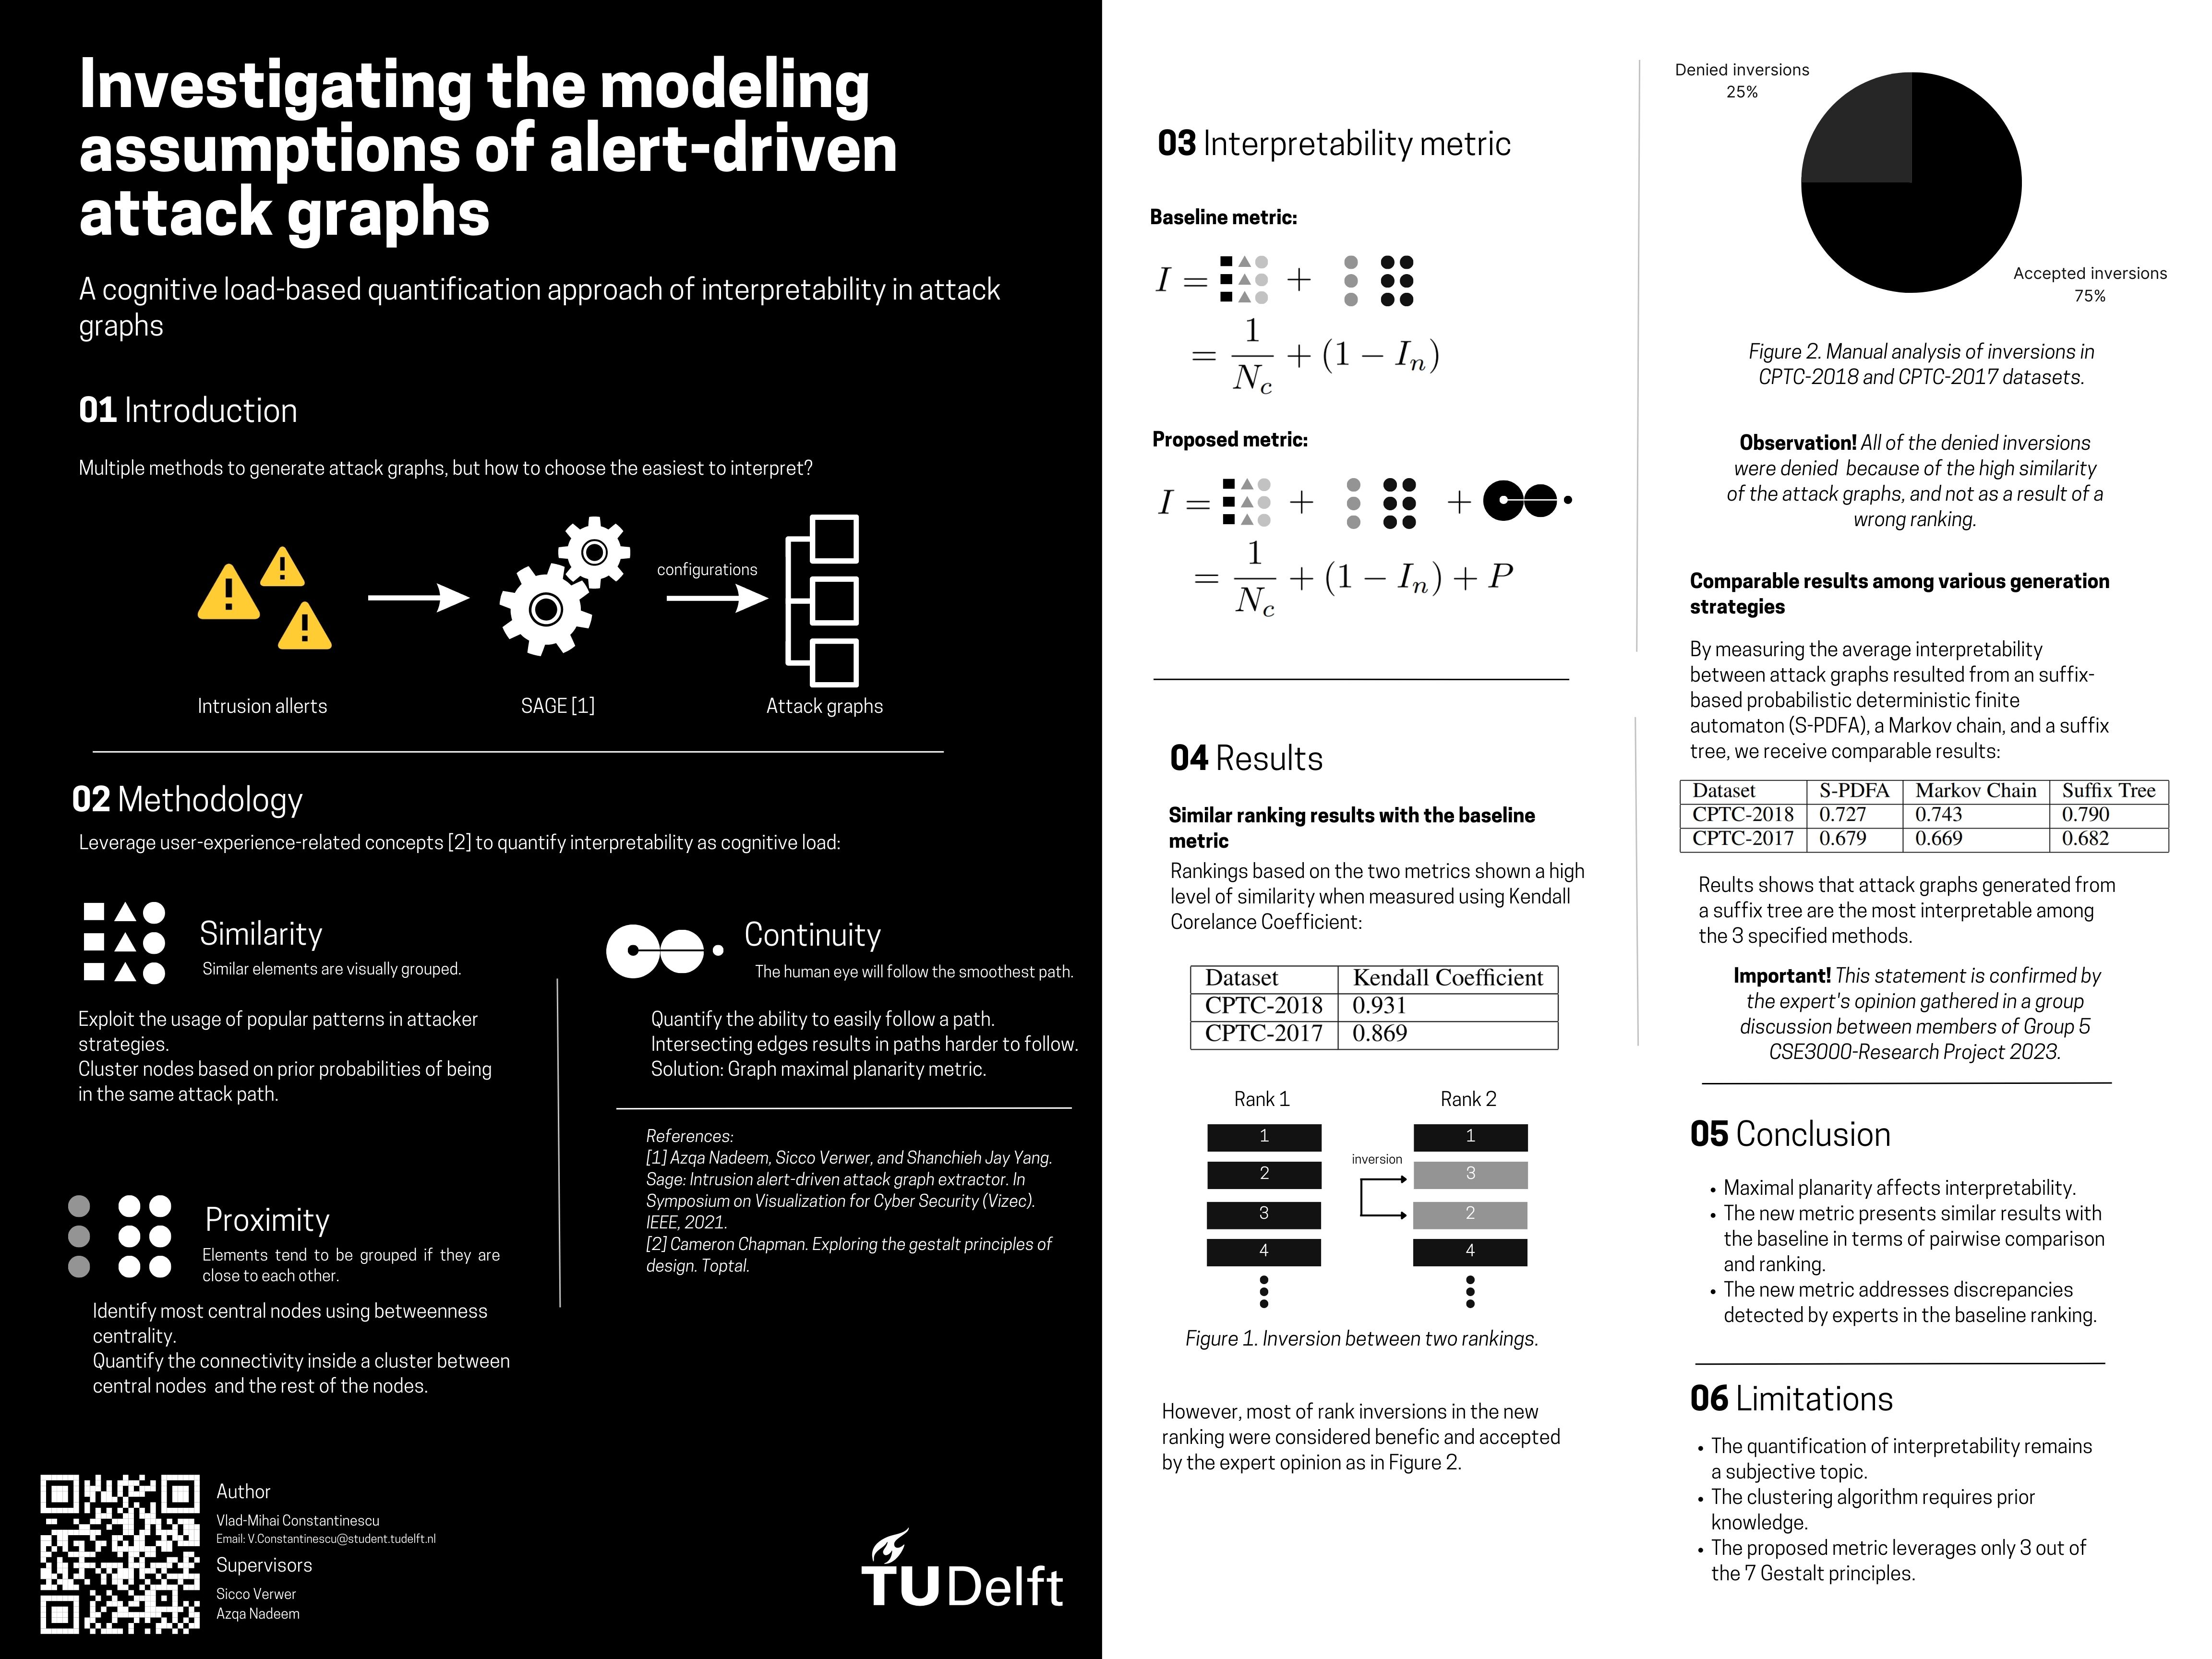 Investigating the modeling
assumptions of alert-driven
attack graphs
A cognitive load-based quantification approach of interpretability in attack
graphs
01 Introduction
Multiple methods to generate attack graphs, but how to choose the easiest to interpret?
configurations
Intrusion allerts
SAGE [1]
Attack graphs
02 Methodology
Leverage user-experience-related concepts [2] to quantify interpretability as cognitive load:
Similarity
Similar elements are visually grouped.
Exploit the usage of popular patterns in attacker
strategies.
Cluster nodes based on prior probabilities of being
in the same attack path.
Proximity
Elements tend to be grouped if they are
close to each other.
Identify most central nodes using betweenness
centrality.
Quantify the connectivity inside a cluster between
central nodes and the rest of the nodes.
Continuity
The human eye will follow the smoothest path.
Quantify the ability to easily follow a path.
Intersecting edges results in paths harder to follow.
Solution: Graph maximal planarity metric.
References:
[1] Azqa Nadeem, Sicco Verwer, and Shanchieh Jay Yang.
Sage: Intrusion alert-driven attack graph extractor. In
Symposium on Visualization for Cyber Security (Vizec).
IEEE, 2021.
[2] Cameron Chapman. Exploring the gestalt principles of
design. Toptal.
Author
Vlad-Mihai Constantinescu
Email: V.Constantinescu@student.tudelft.nl
Supervisors
Sicco Verwer
Azqa Nadeem
TUDelft
03 Interpretability metric
Baseline metric:
I = +
= 1/N_c + (1 − I_n)
Proposed metric:
I = + +
= 1/N_c + (1 − I_n) + P
04 Results
Similar ranking results with the baseline
metric
Rankings based on the two metrics shown a high
level of similarity when measured using Kendall
Corelance Coefficient:
Dataset Kendall Coefficient
CPTC-2018 0.931
CPTC-2017 0.869
Rank 1 Rank 2
1 1
inversion
2 3
3 2
4 4
Figure 1. Inversion between two rankings.
However, most of rank inversions in the new
ranking were considered benefic and accepted
by the expert opinion as in Figure 2.
Denied inversions
25%
Accepted inversions
75%
Figure 2. Manual analysis of inversions in
CPTC-2018 and CPTC-2017 datasets.
Observation! All of the denied inversions
were denied because of the high similarity
of the attack graphs, and not as a result of a
wrong ranking.
Comparable results among various generation
strategies
By measuring the average interpretability
between attack graphs resulted from an suffix-
based probabilistic deterministic finite
automaton (S-PDFA), a Markov chain, and a suffix
tree, we receive comparable results:
Dataset S-PDFA Markov Chain Suffix Tree
CPTC-2018 0.727 0.743 0.790
CPTC-2017 0.679 0.669 0.682
Reults shows that attack graphs generated from
a suffix tree are the most interpretable among
the 3 specified methods.
Important! This statement is confirmed by
the expert's opinion gathered in a group
discussion between members of Group 5
CSE3000-Research Project 2023.
05 Conclusion
• Maximal planarity affects interpretability.
• The new metric presents similar results with
the baseline in terms of pairwise comparison
and ranking.
• The new metric addresses discrepancies
detected by experts in the baseline ranking.
06 Limitations
• The quantification of interpretability remains
a subjective topic.
• The clustering algorithm requires prior
knowledge.
• The proposed metric leverages only 3 out of
the 7 Gestalt principles.